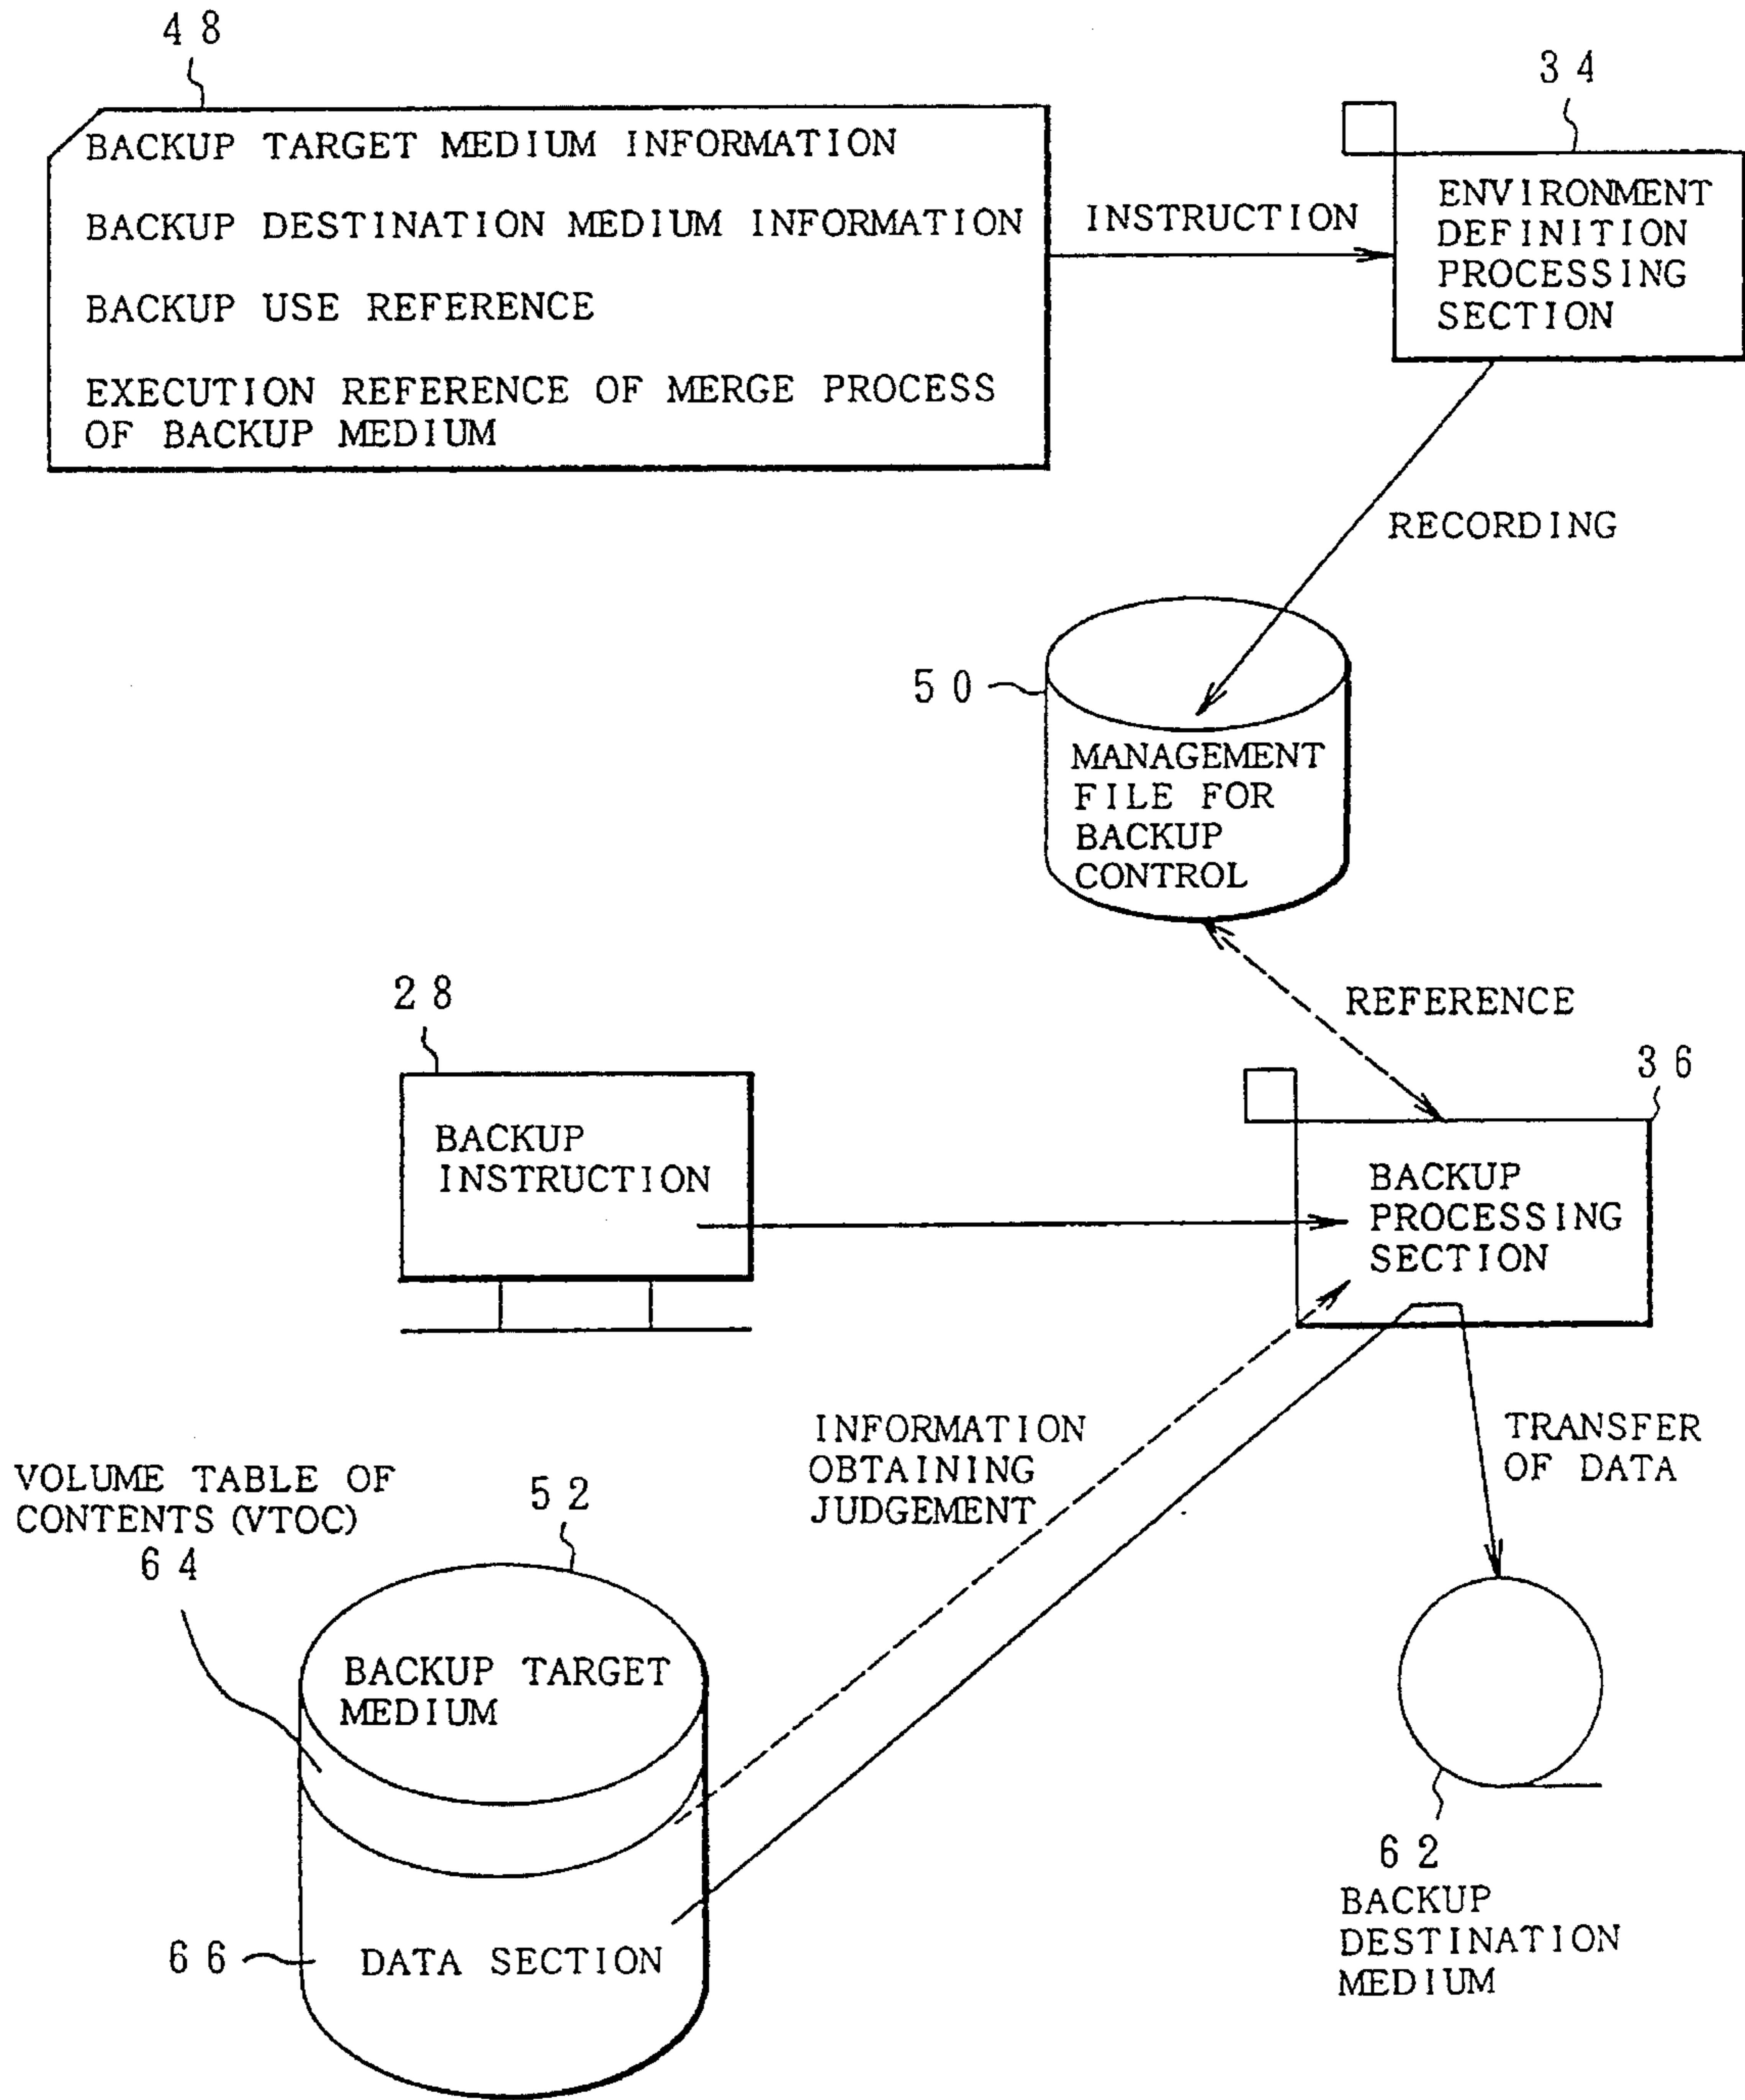 48
34
BACKUP TARGET MEDIUM INFORMATION
BACKUP DESTINATION MEDIUM INFORMATION
BACKUP USE REFERENCE
EXECUTION REFERENCE OF MERGE PROCESS
OF BACKUP MEDIUM
INSTRUCTION
ENVIRONMENT
DEFINITION
PROCESSING
SECTION
RECORDING
50
MANAGEMENT
FILE FOR
BACKUP
CONTROL
REFERENCE
28
36
BACKUP
INSTRUCTION
BACKUP
PROCESSING
SECTION
INFORMATION
OBTAINING
JUDGEMENT
TRANSFER
OF DATA
VOLUME TABLE OF
CONTENTS (VTOC)
64
52
BACKUP TARGET
MEDIUM
66
DATA SECTION
62
BACKUP
DESTINATION
MEDIUM